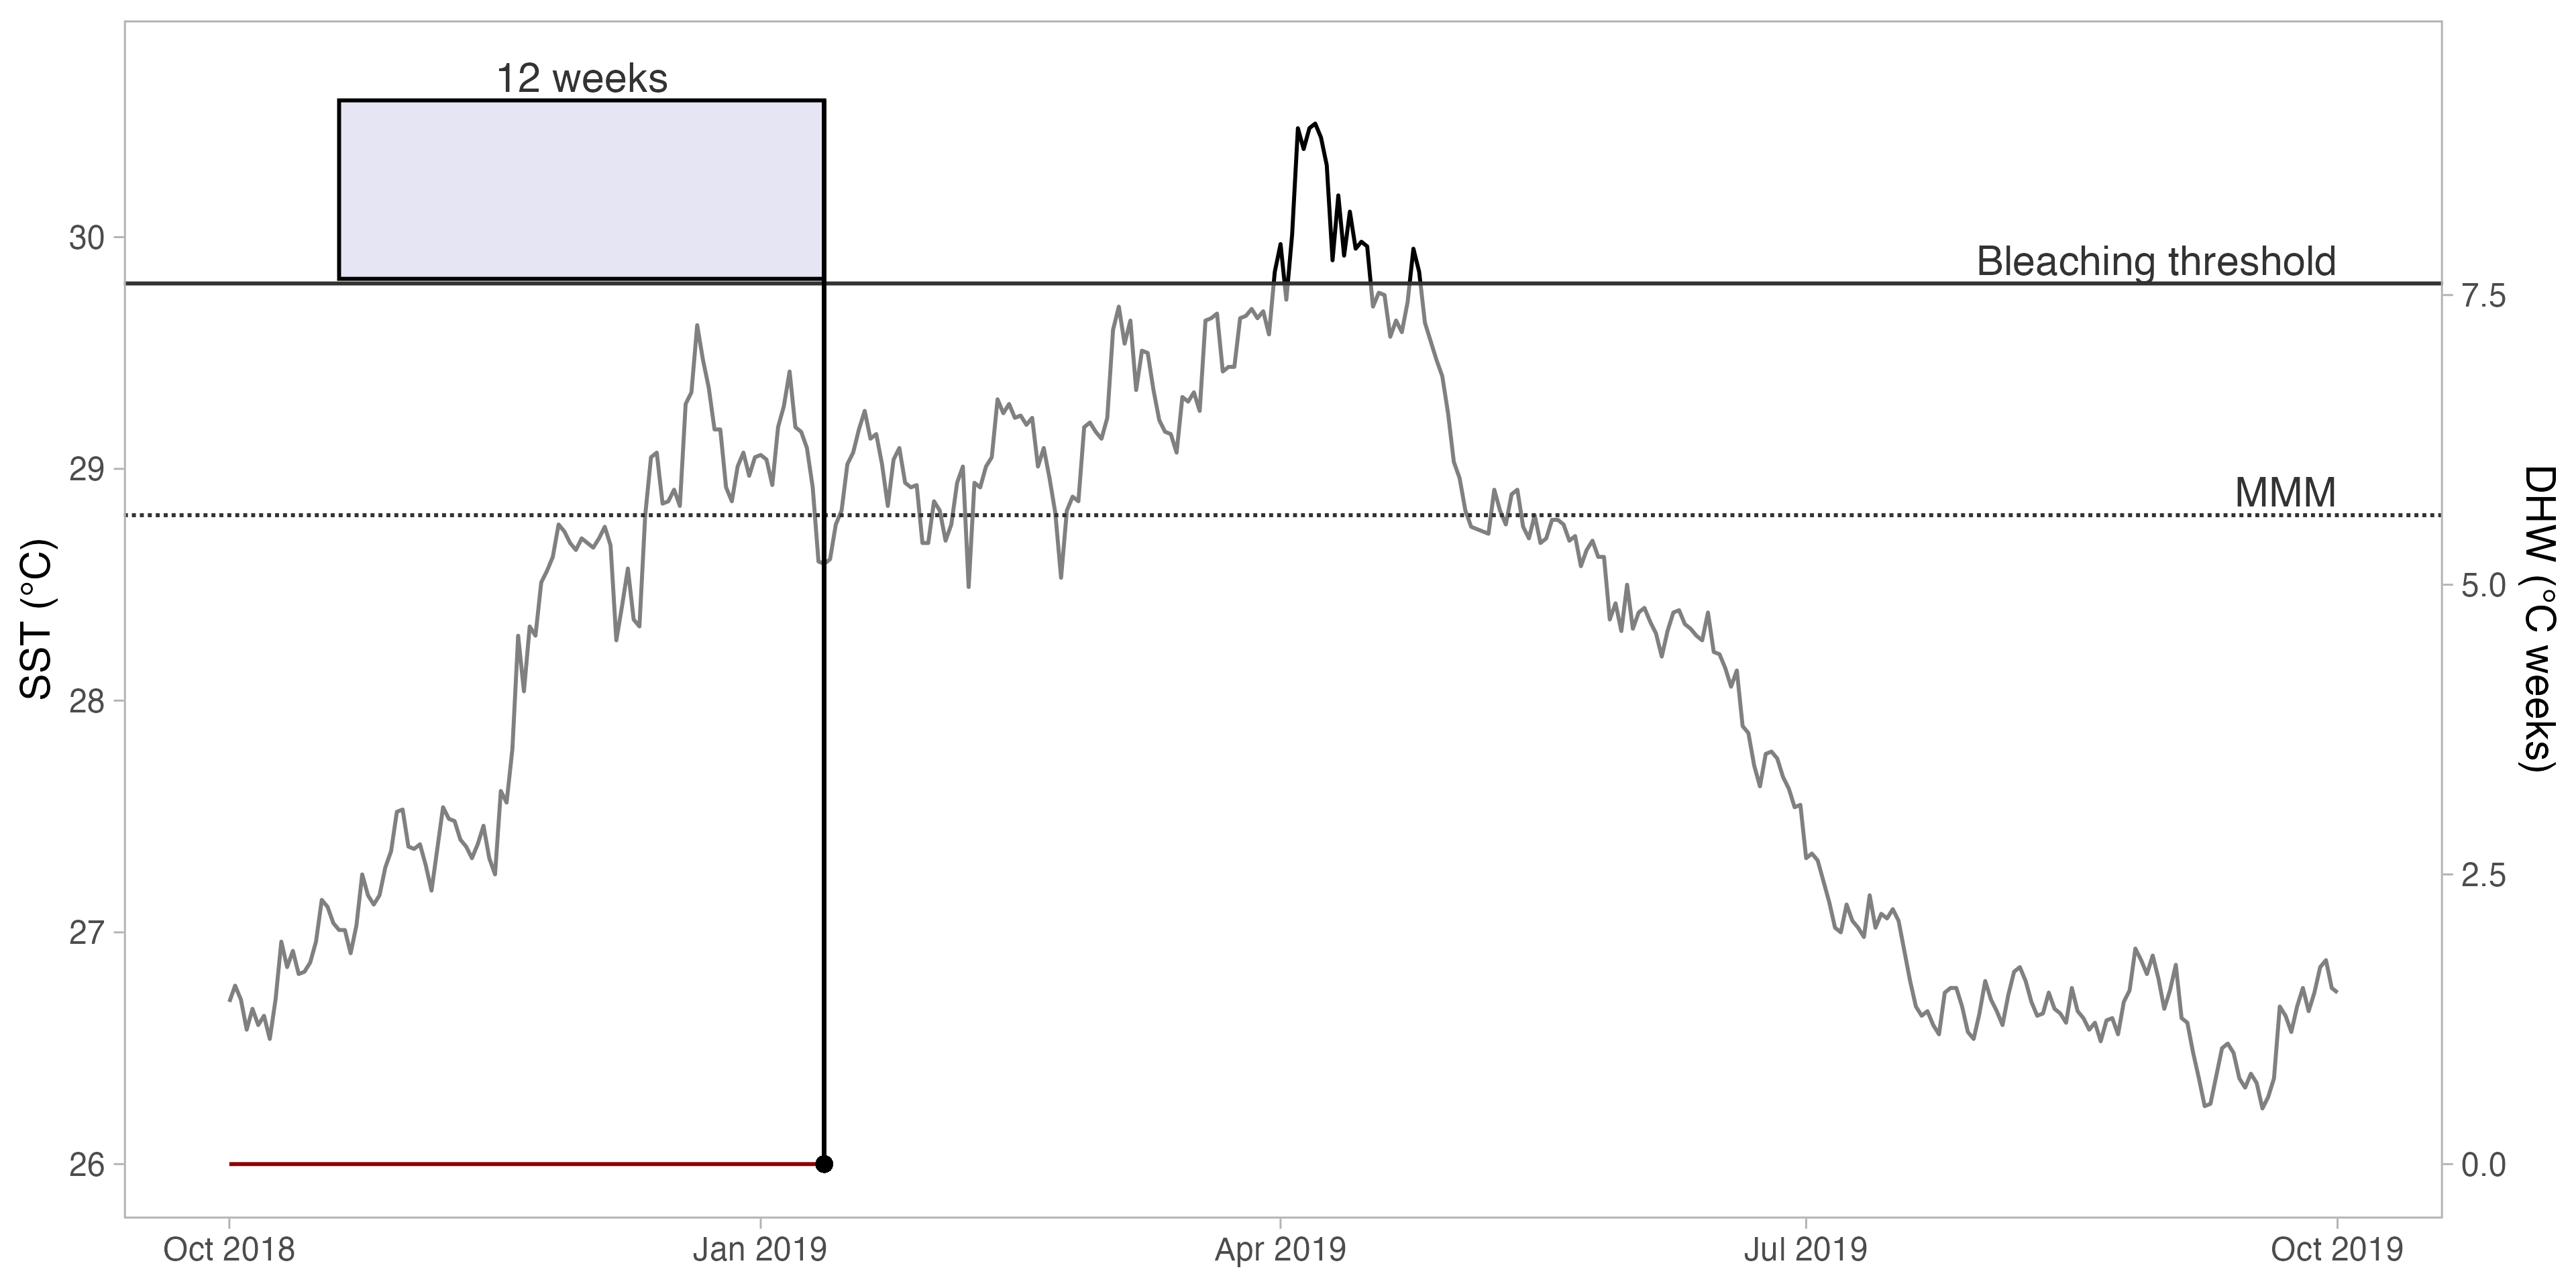 12 weeks
Bleaching threshold
MMM
SST (°C)
30
29
28
27
26
DHW (°C weeks)
7.5
5.0
2.5
0.0
Oct 2018
Jan 2019
Apr 2019
Jul 2019
Oct 2019